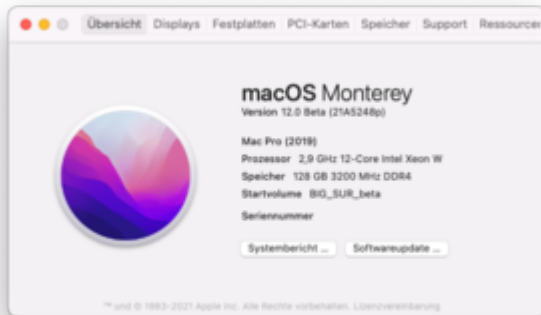 Übersicht Displays Festplatten PCI-Karten Speicher Support Ressourcen
macOS Monterey
Version 12.0 Beta (21A5248p)
Mac Pro (2019)
Prozessor 2,9 GHz 12-Core Intel Xeon W
Speicher 128 GB 3200 MHz DDR4
Startvolume BIG_SUR_beta
Seriennummer
Systembericht ... Softwareupdate ...
™ und © 1983-2021 Apple Inc. Alle Rechte vorbehalten. Lizenzvereinbarung